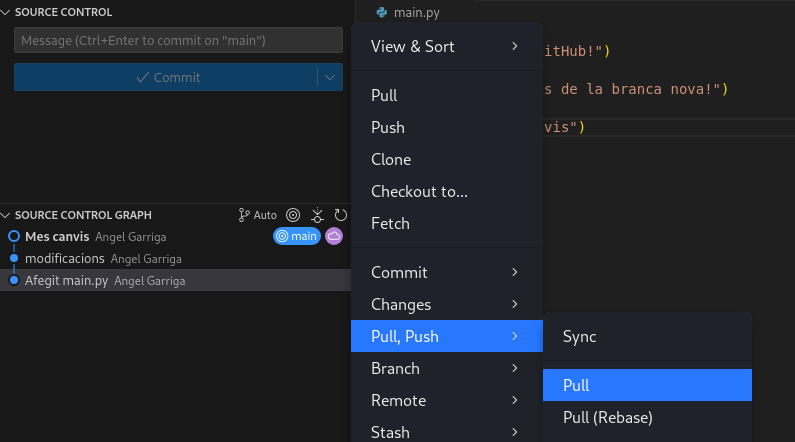 SOURCE CONTROL
Message (Ctrl+Enter to commit on "main")
Commit
SOURCE CONTROL GRAPH
Auto
Mes canvis Angel Garriga
main
modificacions Angel Garriga
Afegit main.py Angel Garriga
main.py
itHub!")
s de la branca nova!")
vis")
View & Sort
Pull
Push
Clone
Checkout to...
Fetch
Commit
Changes
Pull, Push
Branch
Remote
Stash
Sync
Pull
Pull (Rebase)